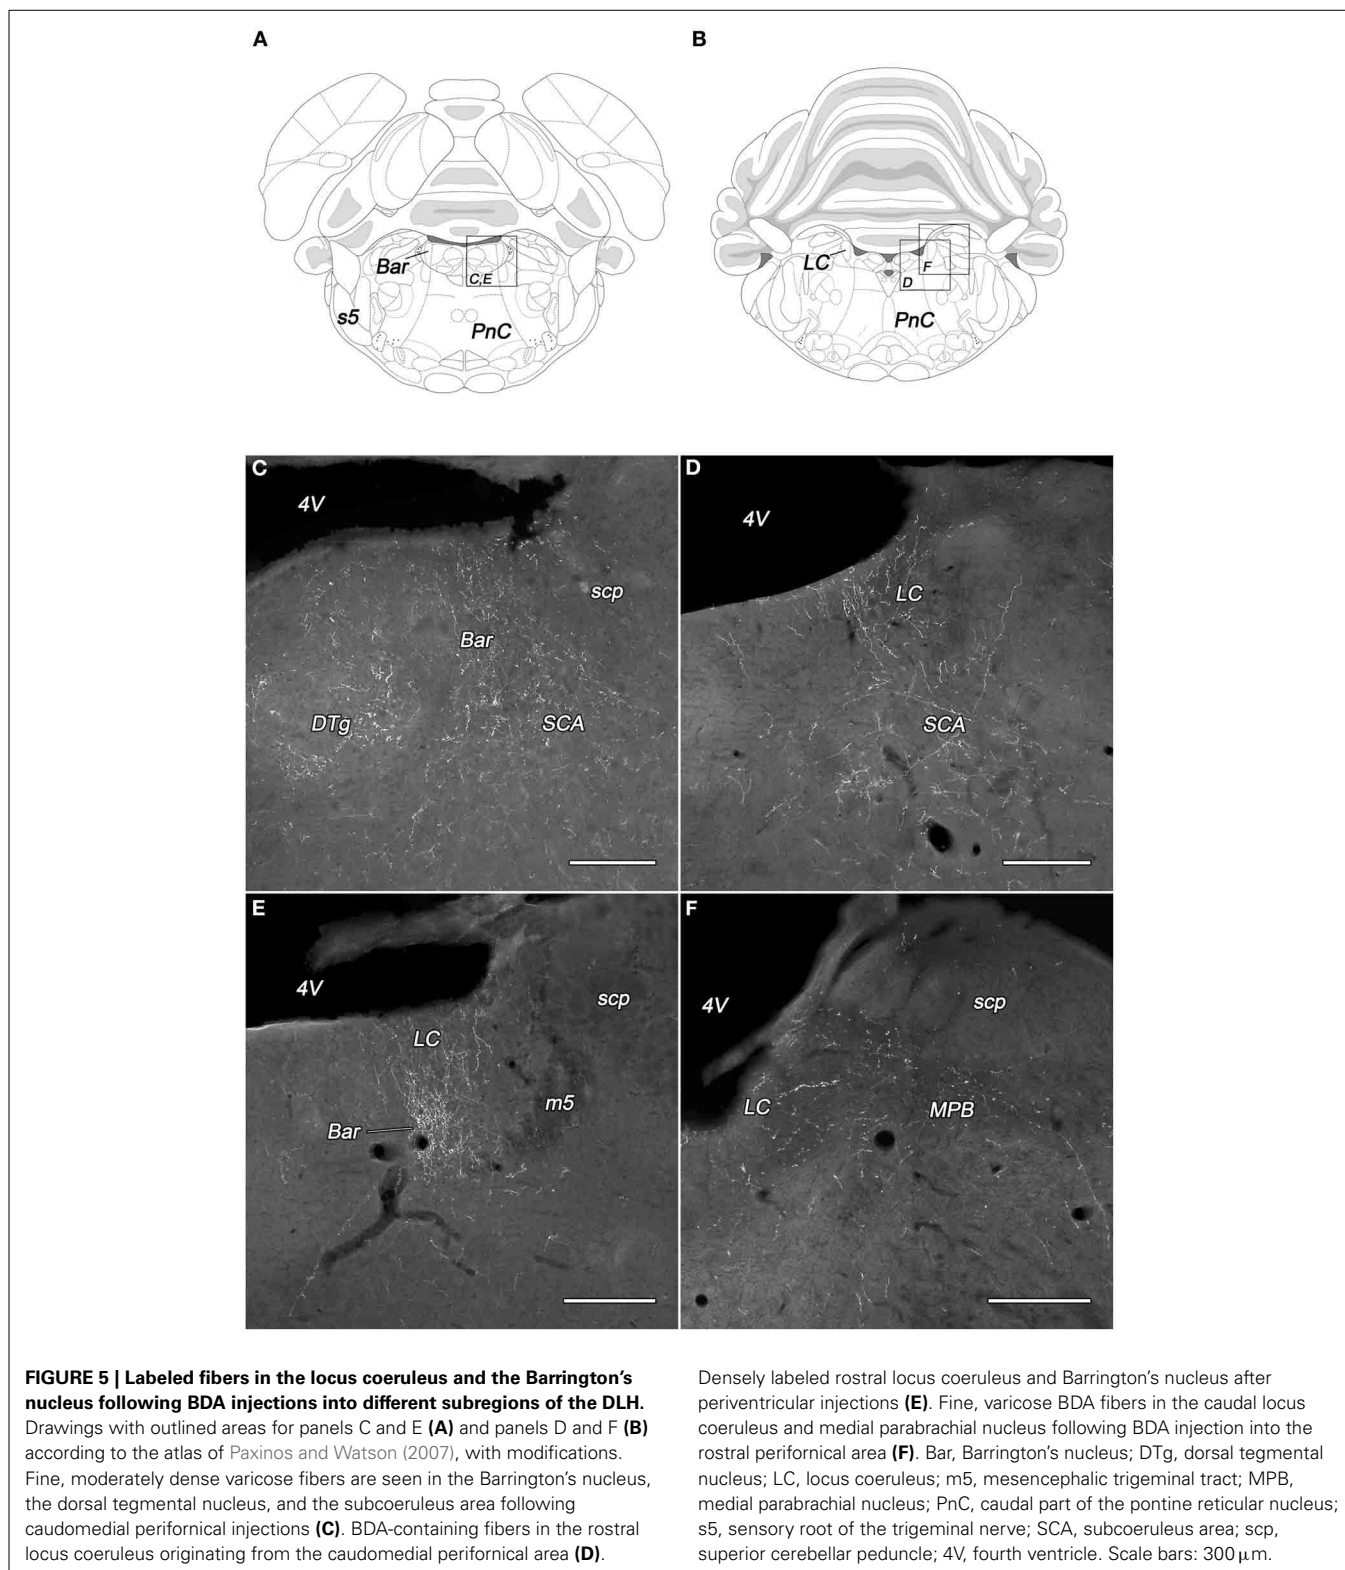 A
B
Bar
C,E
s5
PnC
LC
F
D
PnC
C
4V
scp
Bar
DTg
SCA
D
4V
LC
SCA
E
4V
scp
LC
m5
Bar
F
4V
scp
LC
MPB
FIGURE 5 | Labeled fibers in the locus coeruleus and the Barrington's
nucleus following BDA injections into different subregions of the DLH.
Drawings with outlined areas for panels C and E (A) and panels D and F (B)
according to the atlas of Paxinos and Watson (2007), with modifications.
Fine, moderately dense varicose fibers are seen in the Barrington's nucleus,
the dorsal tegmental nucleus, and the subcoeruleus area following
caudomedial perifornical injections (C). BDA-containing fibers in the rostral
locus coeruleus originating from the caudomedial perifornical area (D).
Densely labeled rostral locus coeruleus and Barrington's nucleus after
periventricular injections (E). Fine, varicose BDA fibers in the caudal locus
coeruleus and medial parabrachial nucleus following BDA injection into the
rostral perifornical area (F). Bar, Barrington's nucleus; DTg, dorsal tegmental
nucleus; LC, locus coeruleus; m5, mesencephalic trigeminal tract; MPB,
medial parabrachial nucleus; PnC, caudal part of the pontine reticular nucleus;
s5, sensory root of the trigeminal nerve; SCA, subcoeruleus area; scp,
superior cerebellar peduncle; 4V, fourth ventricle. Scale bars: 300 μm.